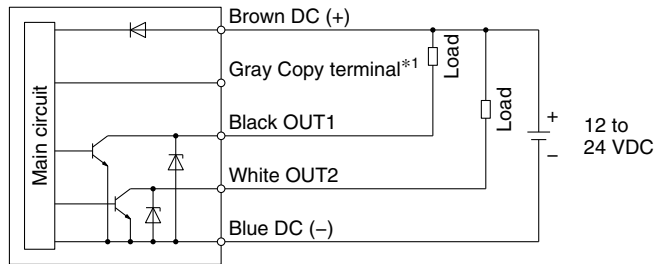 Brown DC (+)
Gray Copy terminal*1
Black OUT1
White OUT2
Blue DC (−)
Main circuit
Load
Load
+
−
12 to
24 VDC